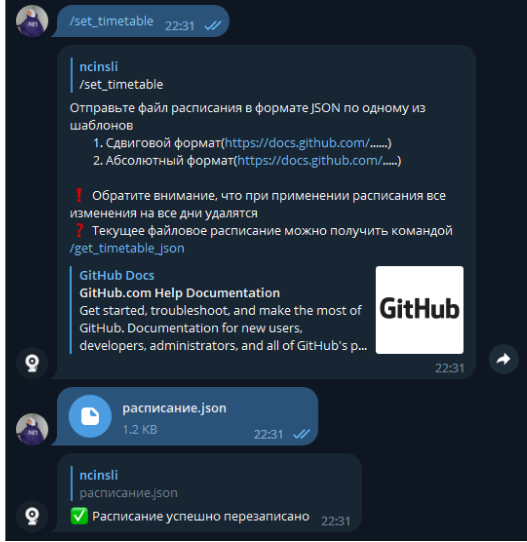 /set_timetable 22:31
ncinsli
/set_timetable
Отправьте файл расписания в формате JSON по одному из
шаблонов
1. Сдвиговой формат(https://docs.github.com/......)
2. Абсолютный формат(https://docs.github.com/.....)
❗ Обратите внимание, что при применении расписания все
изменения на все дни удалятся
❓ Текущее файловое расписание можно получить командой
/get_timetable_json
GitHub Docs
GitHub.com Help Documentation
Get started, troubleshoot, and make the most of
GitHub. Documentation for new users,
developers, administrators, and all of GitHub's p...
GitHub
22:31
расписание.json
1.2 KB
22:31
ncinsli
расписание.json
✅ Расписание успешно перезаписано 22:31